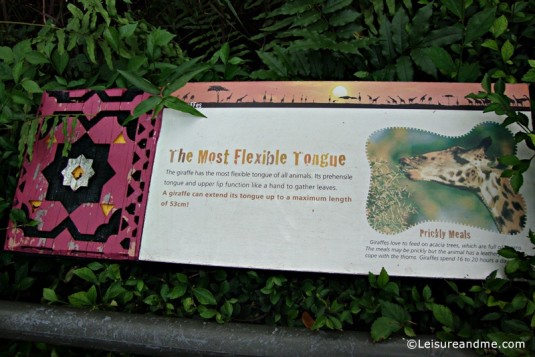 The Most Flexible Tongue
The giraffe has the most flexible tongue of all animals. Its prehensile
tongue and upper lip function like a hand to gather leaves.
A giraffe can extend its tongue up to a maximum length
of 53cm!
Prickly Meals
Giraffes love to feed on acacia trees, which are full
The meals may be prickly but the animal has a
cope with the thorns. Giraffes spend 16 to 20 hours a
©Leisureandme.com